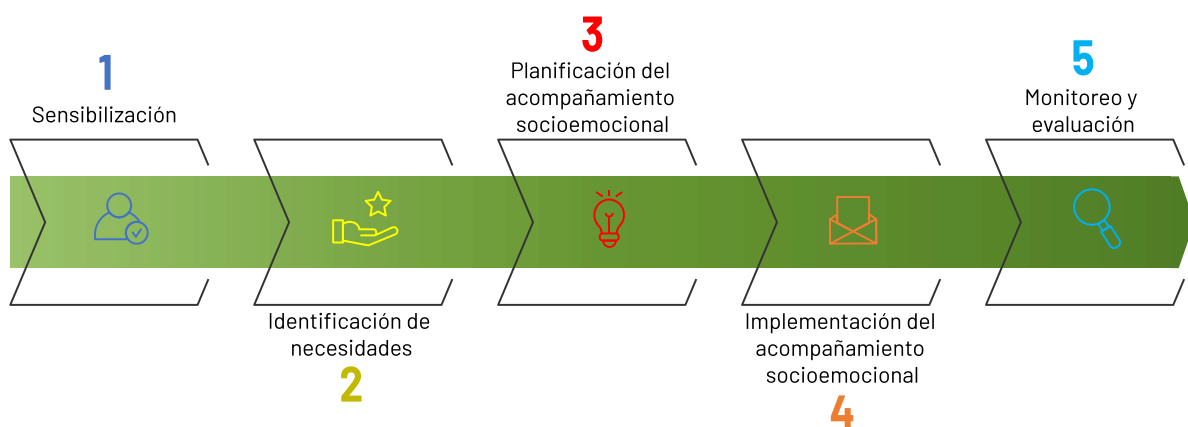 1
Sensibilización
Identificación de
necesidades
2
3
Planificación del
acompañamiento
socioemocional
Implementación del
acompañamiento
socioemocional
4
5
Monitoreo y
evaluación